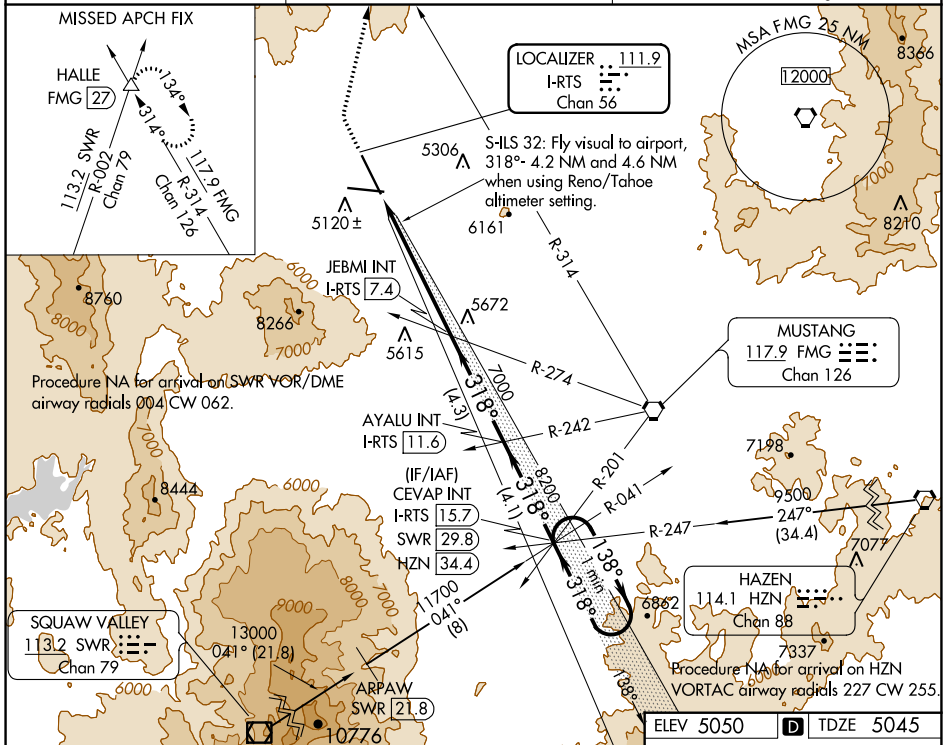 MISSED APCH FIX
HALLE
FMG 27
134°
314°
113.2 SWR
R-002
Chan 79
117.9 FMG
R-314
Chan 126
LOCALIZER 111.9
I-RTS
Chan 56
MSA FMG 25 NM
12000
8366
7000
8210
5306
S-ILS 32: Fly visual to airport,
318°- 4.2 NM and 4.6 NM
when using Reno/Tahoe
altimeter setting.
5120 ±
6161
R-314
JEBMI INT
I-RTS 7.4
5672
5615
6000
8760
8000
8266
7000
MUSTANG
117.9 FMG
Chan 126
R-274
Procedure NA for arrival on SWR VOR/DME
airway radials 004 CW 062.
7000
318°
(4.3)
AYALU INT
I-RTS 11.6
R-242
R-201
R-041
7198
7000
8444
6000
(IF/IAF)
CEVAP INT
I-RTS 15.7
SWR 29.8
HZN 34.4
8200
318°
(4.1)
9500
247°
(34.4)
R-247
7077
138°
1 min
318°
6862
HAZEN
114.1 HZN
Chan 88
7337
9000
8000
7000
11700
041°
(8)
SQUAW VALLEY
113.2 SWR
Chan 79
13000
041° (21.8)
ARPAW
SWR 21.8
10776
6000
6000
138°
6000
Procedure NA for arrival on HZN
VORTAC airway radials 227 CW 255.
ELEV 5050 D TDZE 5045